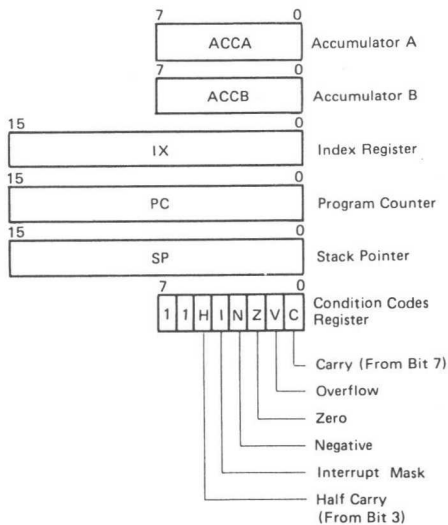 7 0
ACCA Accumulator A
7 0
ACCB Accumulator B
15 0
IX Index Register
15 0
PC Program Counter
15 0
SP Stack Pointer
7 0
1 1 H I N Z V C Condition Codes
Register
Carry (From Bit 7)
Overflow
Zero
Negative
Interrupt Mask
Half Carry
(From Bit 3)